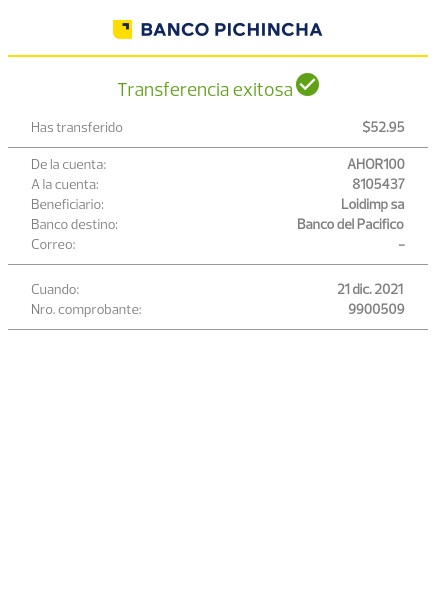 BANCO PICHINCHA
Transferencia exitosa
Has transferido $52.95
De la cuenta: AHOR100
A la cuenta: 8105437
Beneficiario: Loidimp sa
Banco destino: Banco del Pacifico
Correo: –
Cuando: 21 dic. 2021
Nro. comprobante: 9900509